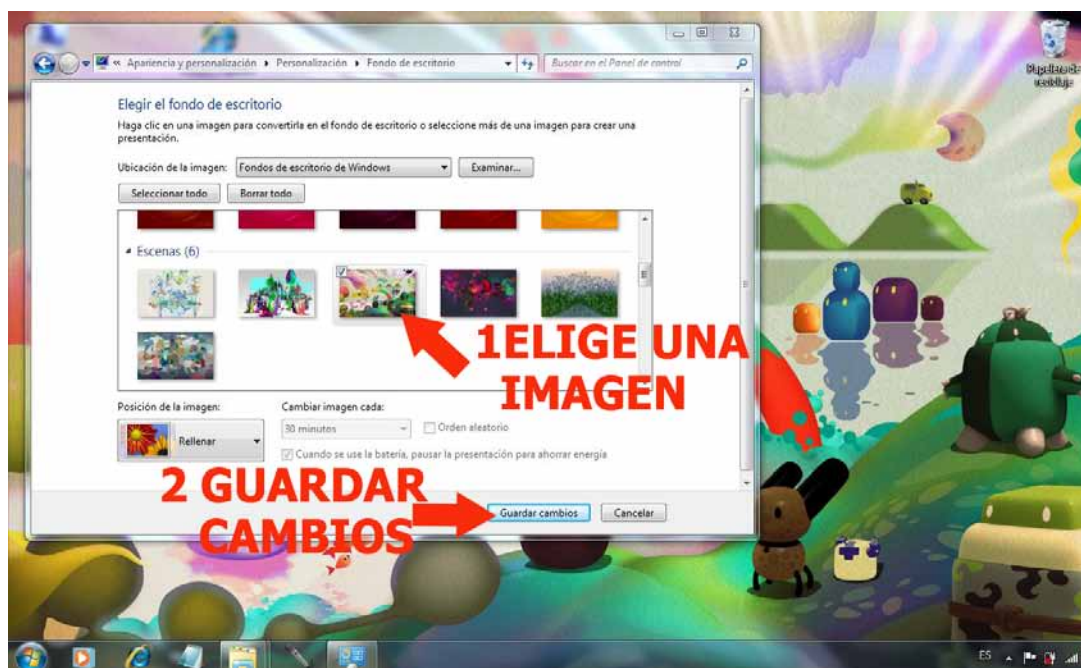 « Apariencia y personalización ▸ Personalización ▸ Fondo de escritorio
Buscar en el Panel de control
Papelera de
reciclaje
Elegir el fondo de escritorio
Haga clic en una imagen para convertirla en el fondo de escritorio o seleccione más de una imagen para crear una
presentación.
Ubicación de la imagen: Fondos de escritorio de Windows Examinar...
Seleccionar todo Borrar todo
Escenas (6)
1ELIGE UNA
IMAGEN
Posición de la imagen: Cambiar imagen cada:
Rellenar 30 minutos Orden aleatorio
Cuando se use la batería, pausar la presentación para ahorrar energía
2 GUARDAR
CAMBIOS
Guardar cambios Cancelar
ES